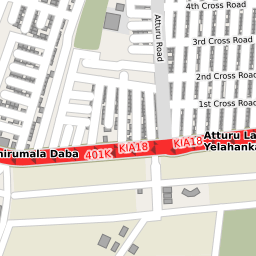 4th Cross Road
3rd Cross Road
Atturu Road
2nd Cross Road
1st Cross Road
Atturu La
Yelahanka
hirumala Daba
401K
KIA18
KIA18